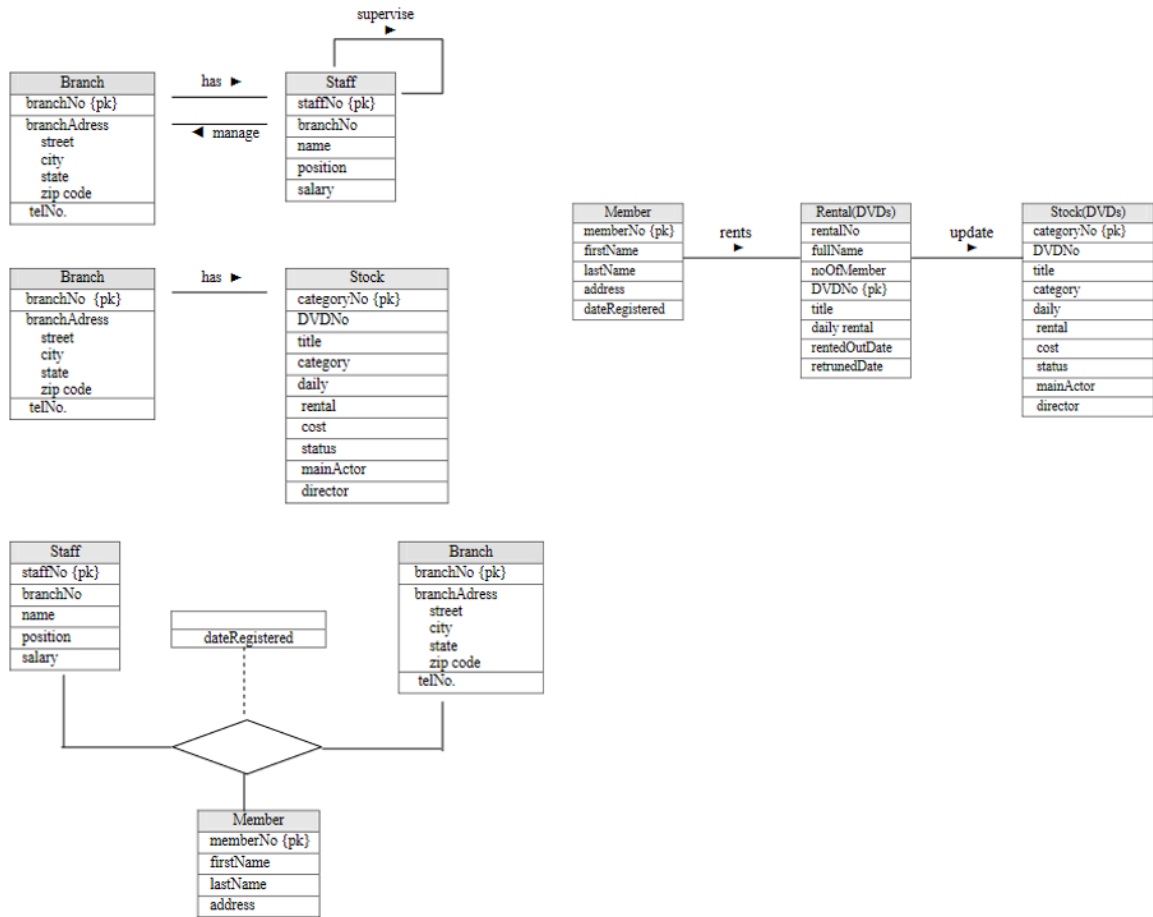 supervise
►
Branch
branchNo {pk}
branchAdress
street
city
state
zip code
telNo.
has ►
◄ manage
Staff
staffNo {pk}
branchNo
name
position
salary
Branch
branchNo {pk}
branchAdress
street
city
state
zip code
telNo.
has ►
Stock
categoryNo {pk}
DVDNo
title
category
daily
rental
cost
status
mainActor
director
Member
memberNo {pk}
firstName
lastName
address
dateRegistered
rents
►
Rental(DVDs)
rentalNo
fullName
noOfMember
DVDNo {pk}
title
daily rental
rentedOutDate
retrunedDate
update
►
Stock(DVDs)
categoryNo {pk}
DVDNo
title
category
daily
rental
cost
status
mainActor
director
Staff
staffNo {pk}
branchNo
name
position
salary
dateRegistered
Branch
branchNo {pk}
branchAdress
street
city
state
zip code
telNo.
Member
memberNo {pk}
firstName
lastName
address